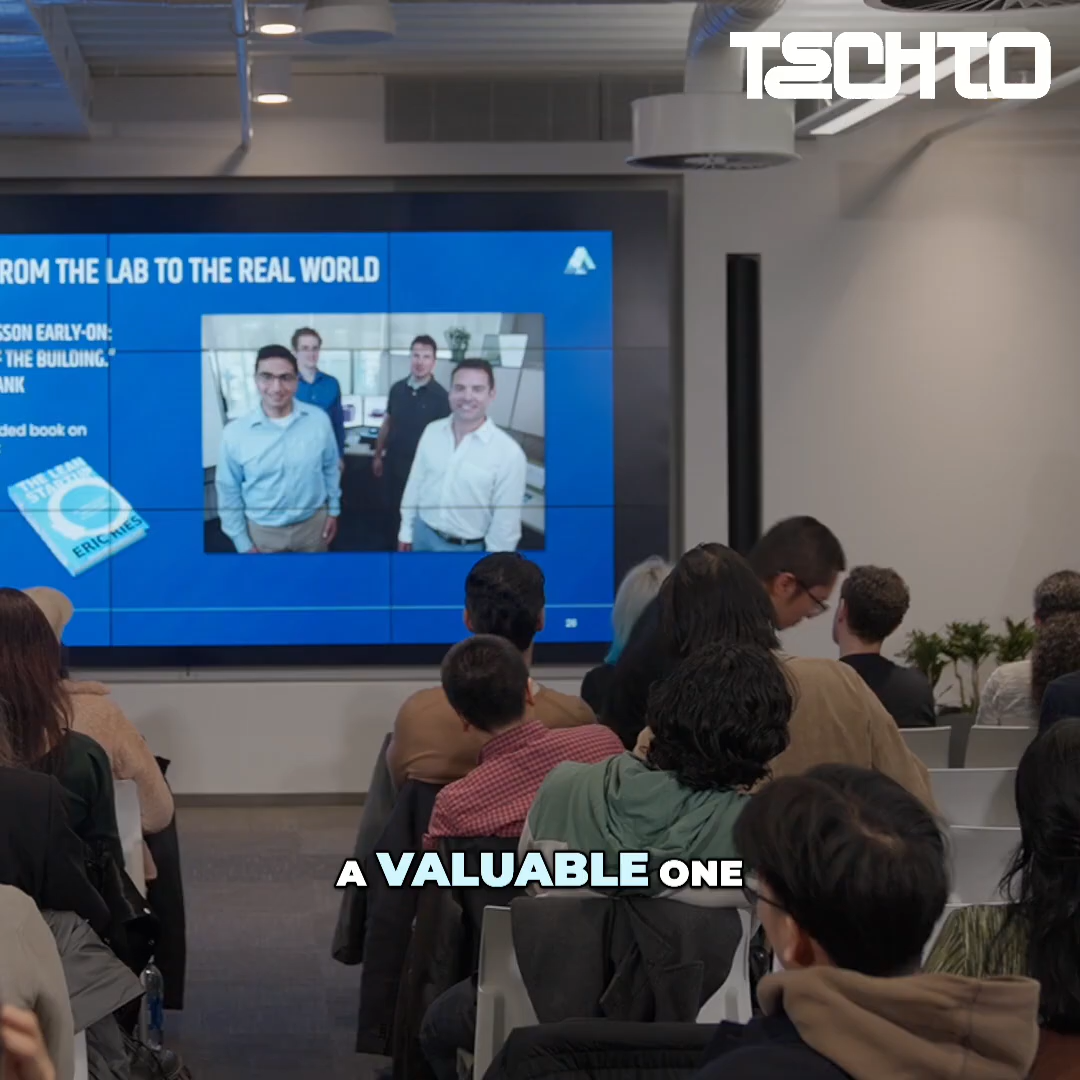 TECHTO
ROM THE LAB TO THE REAL WORLD
SSON EARLY-ON:
F THE BUILDING."
ANK
ded book on
THE LEAN
STARTUP
ERIC RIES
26
A VALUABLE ONE